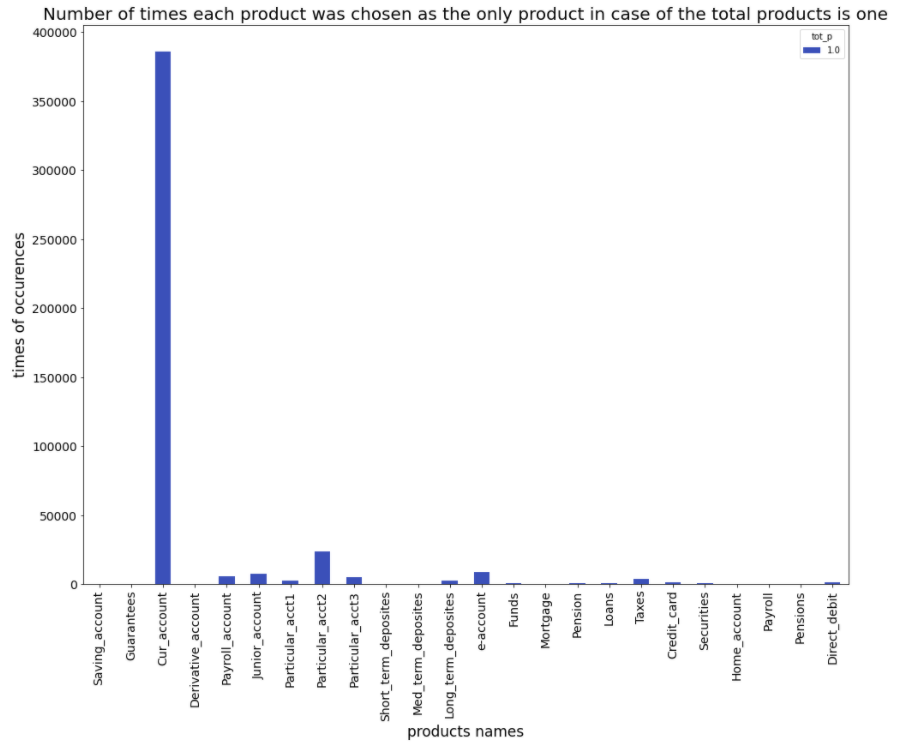 Number of times each product was chosen as the only product in case of the total products is one
tot_p
1.0
400000
350000
300000
250000
200000
150000
100000
50000
0
times of occurences
Saving_account
Guarantees
Cur_account
Derivative_account
Payroll_account
Junior_account
Particular_acct1
Particular_acct2
Particular_acct3
Short_term_deposites
Med_term_deposites
Long_term_deposites
e-account
Funds
Mortgage
Pension
Loans
Taxes
Credit_card
Securities
Home_account
Payroll
Pensions
Direct_debit
products names